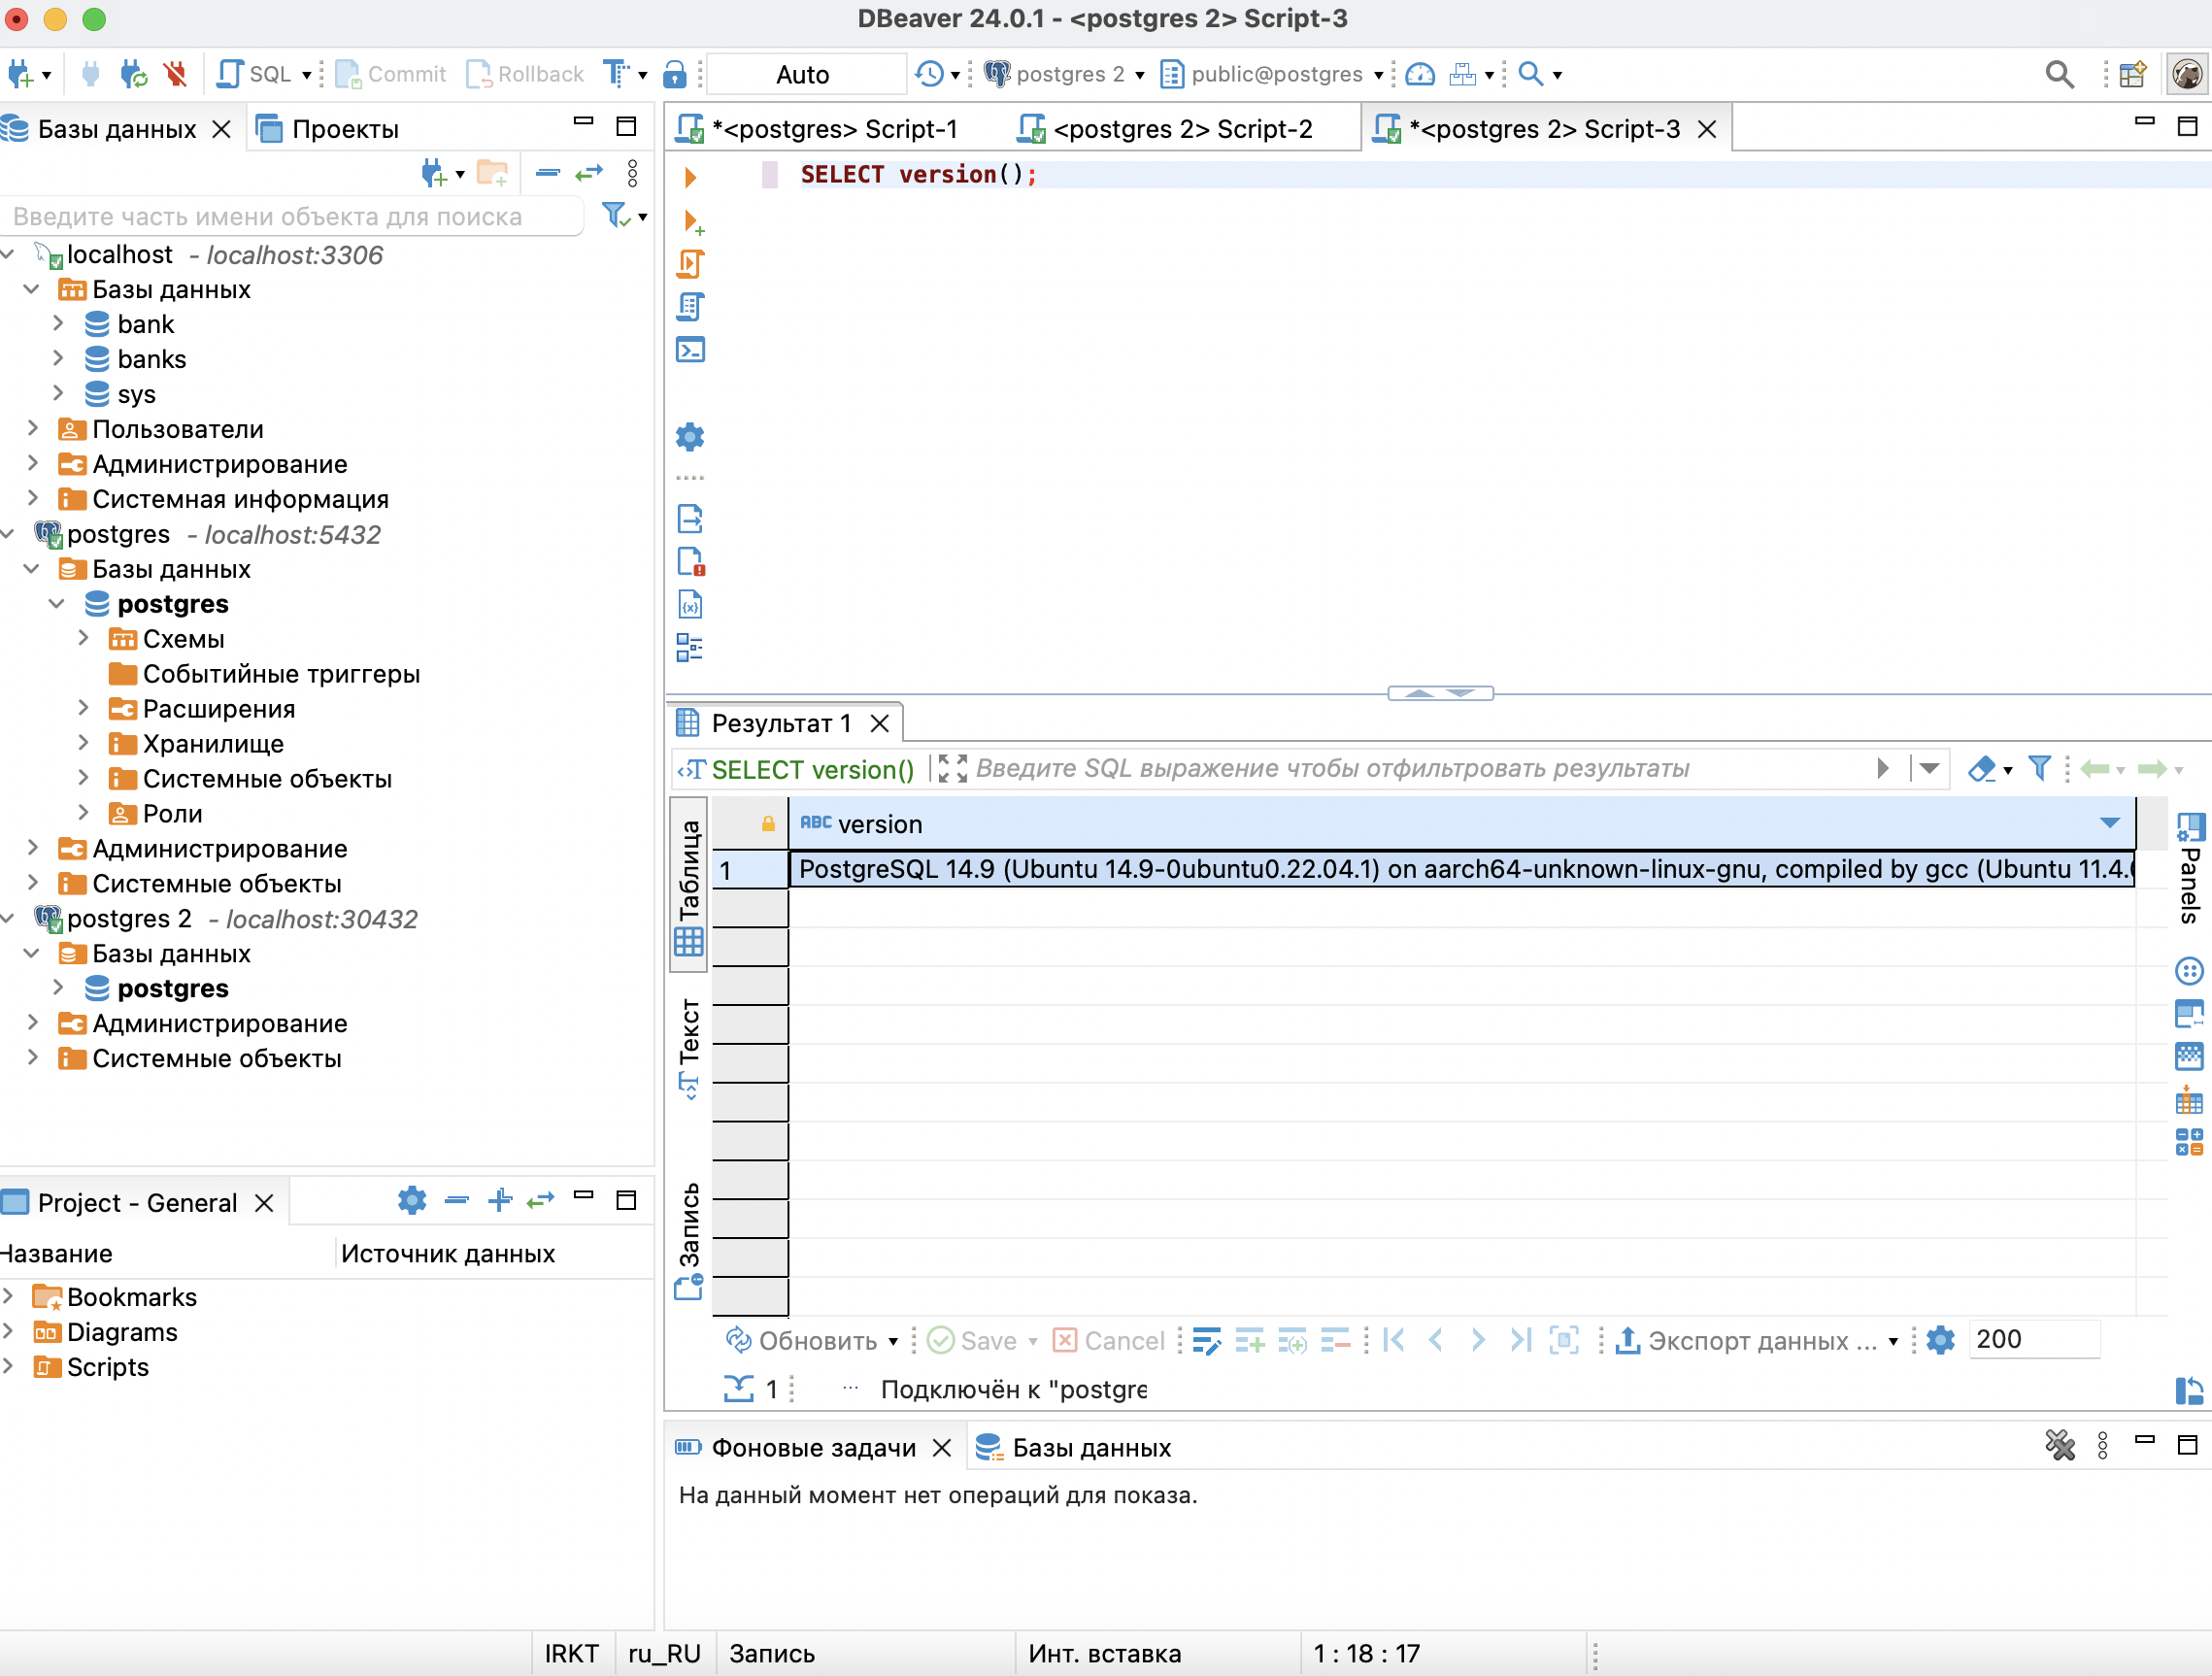 DBeaver 24.0.1 - <postgres 2> Script-3
SQL
Commit
Rollback
Auto
postgres 2
public@postgres
Базы данных
Проекты
Введите часть имени объекта для поиска
localhost - localhost:3306
Базы данных
bank
banks
sys
Пользователи
Администрирование
Системная информация
postgres - localhost:5432
Базы данных
postgres
Схемы
Событийные триггеры
Расширения
Хранилище
Системные объекты
Роли
Администрирование
Системные объекты
postgres 2 - localhost:30432
Базы данных
postgres
Администрирование
Системные объекты
Project - General
Название
Источник данных
Bookmarks
Diagrams
Scripts
*<postgres> Script-1
<postgres 2> Script-2
*<postgres 2> Script-3
SELECT version();
Результат 1
SELECT version()
Введите SQL выражение чтобы отфильтровать результаты
Таблица
Текст
Запись
ABC version
1
PostgreSQL 14.9 (Ubuntu 14.9-0ubuntu0.22.04.1) on aarch64-unknown-linux-gnu, compiled by gcc (Ubuntu 11.4.
Panels
Обновить
Save
Cancel
Экспорт данных ...
200
1
... Подключён к "postgre
Фоновые задачи
Базы данных
На данный момент нет операций для показа.
IRKT
ru_RU
Запись
Инт. вставка
1 : 18 : 17